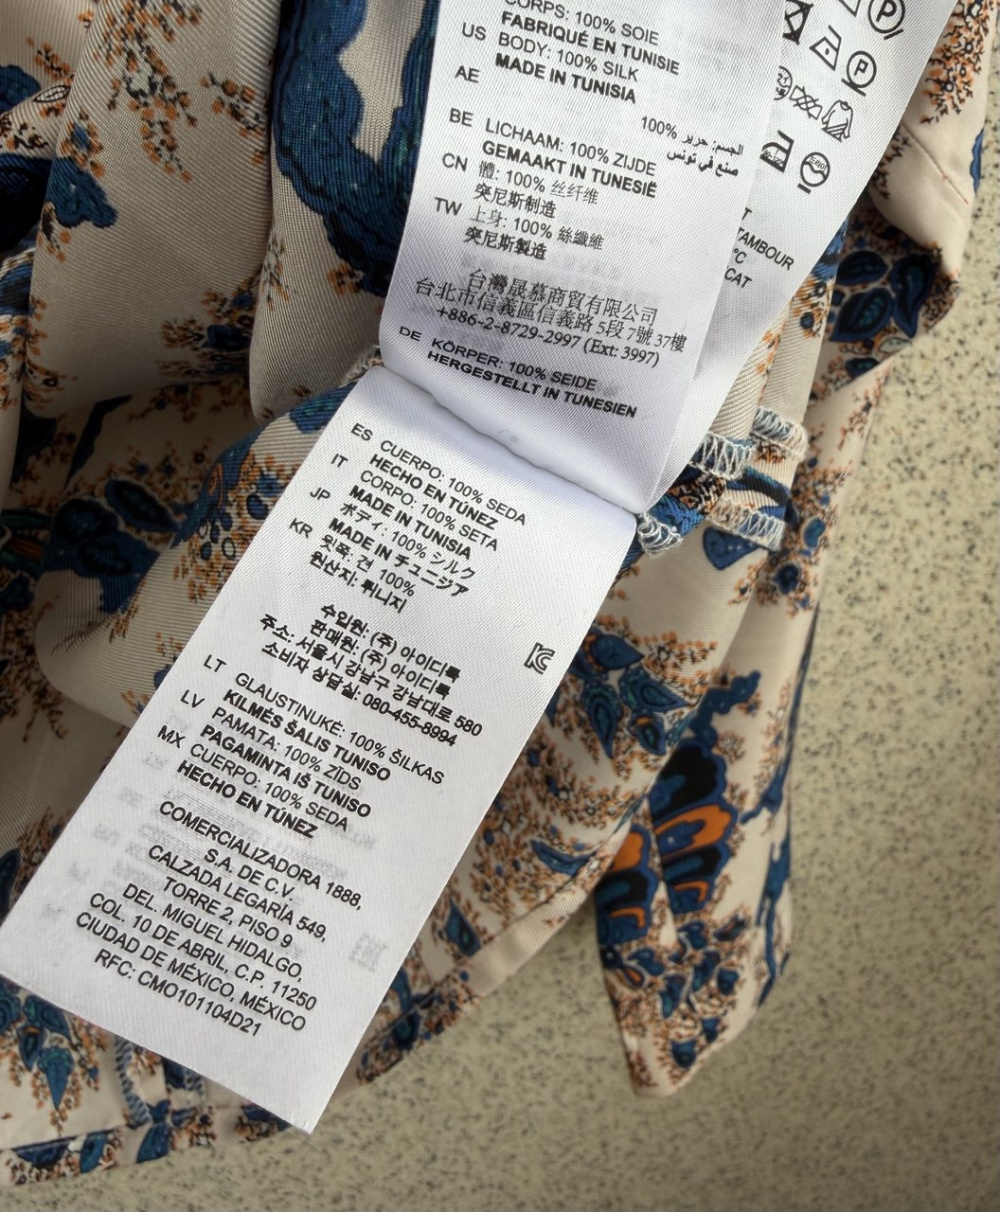 CORPS: 100% SOIE
FABRIQUÉ EN TUNISIE
US BODY: 100% SILK
MADE IN TUNISIA
AE
الجسم: حرير 100%
صنع في تونس
BE LICHAAM: 100% ZIJDE
GEMAAKT IN TUNESIË
CN 體: 100% 丝纤维
突尼斯制造
TW 上身: 100% 絲纖維
突尼斯製造
台灣晟慕商貿有限公司
台北市信義區信義路 5段 7號 37樓
+886-2-8729-2997 (Ext: 3997)
DE KÖRPER: 100% SEIDE
HERGESTELLT IN TUNESIEN
P
F
TAMBOUR
°C
CAT
ES CUERPO: 100% SEDA
HECHO EN TÚNEZ
IT CORPO: 100% SETA
MADE IN TUNISIA
JP ボディ: 100% シルク
MADE IN チュニジア
KR 윗쪽: 견 100%
원산지: 튀니지
수입원: (주) 아이디룩
판매원: (주) 아이디룩
주소: 서울시 강남구 강남대로 580
소비자 상담실: 080-455-8994
LT GLAUSTINUKĖ: 100% ŠILKAS
KILMĖS ŠALIS TUNISO
LV PAMATA: 100% ZĪDS
PAGAMINTA IŠ TUNISO
MX CUERPO: 100% SEDA
HECHO EN TÚNEZ
COMERCIALIZADORA 1888,
S.A. DE C.V.
CALZADA LEGARÍA 549,
TORRE 2, PISO 9
DEL. MIGUEL HIDALGO,
COL. 10 DE ABRIL, C.P. 11250
CIUDAD DE MÉXICO, MÉXICO
RFC: CMO101104D21